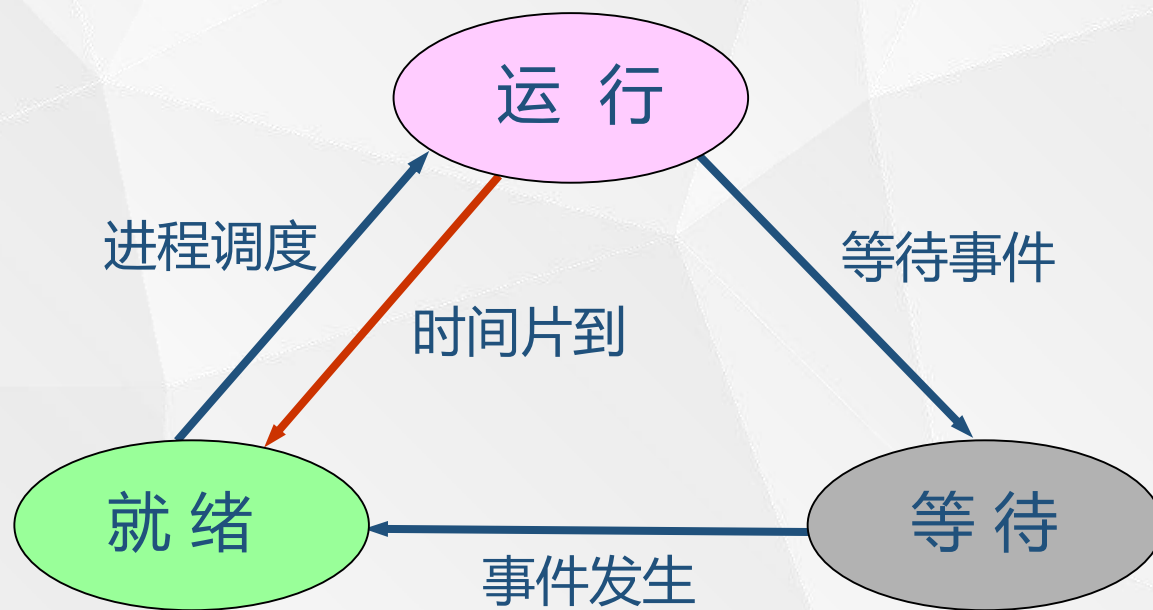 运 行
进程调度
等待事件
时间片到
就 绪
等 待
事件发生